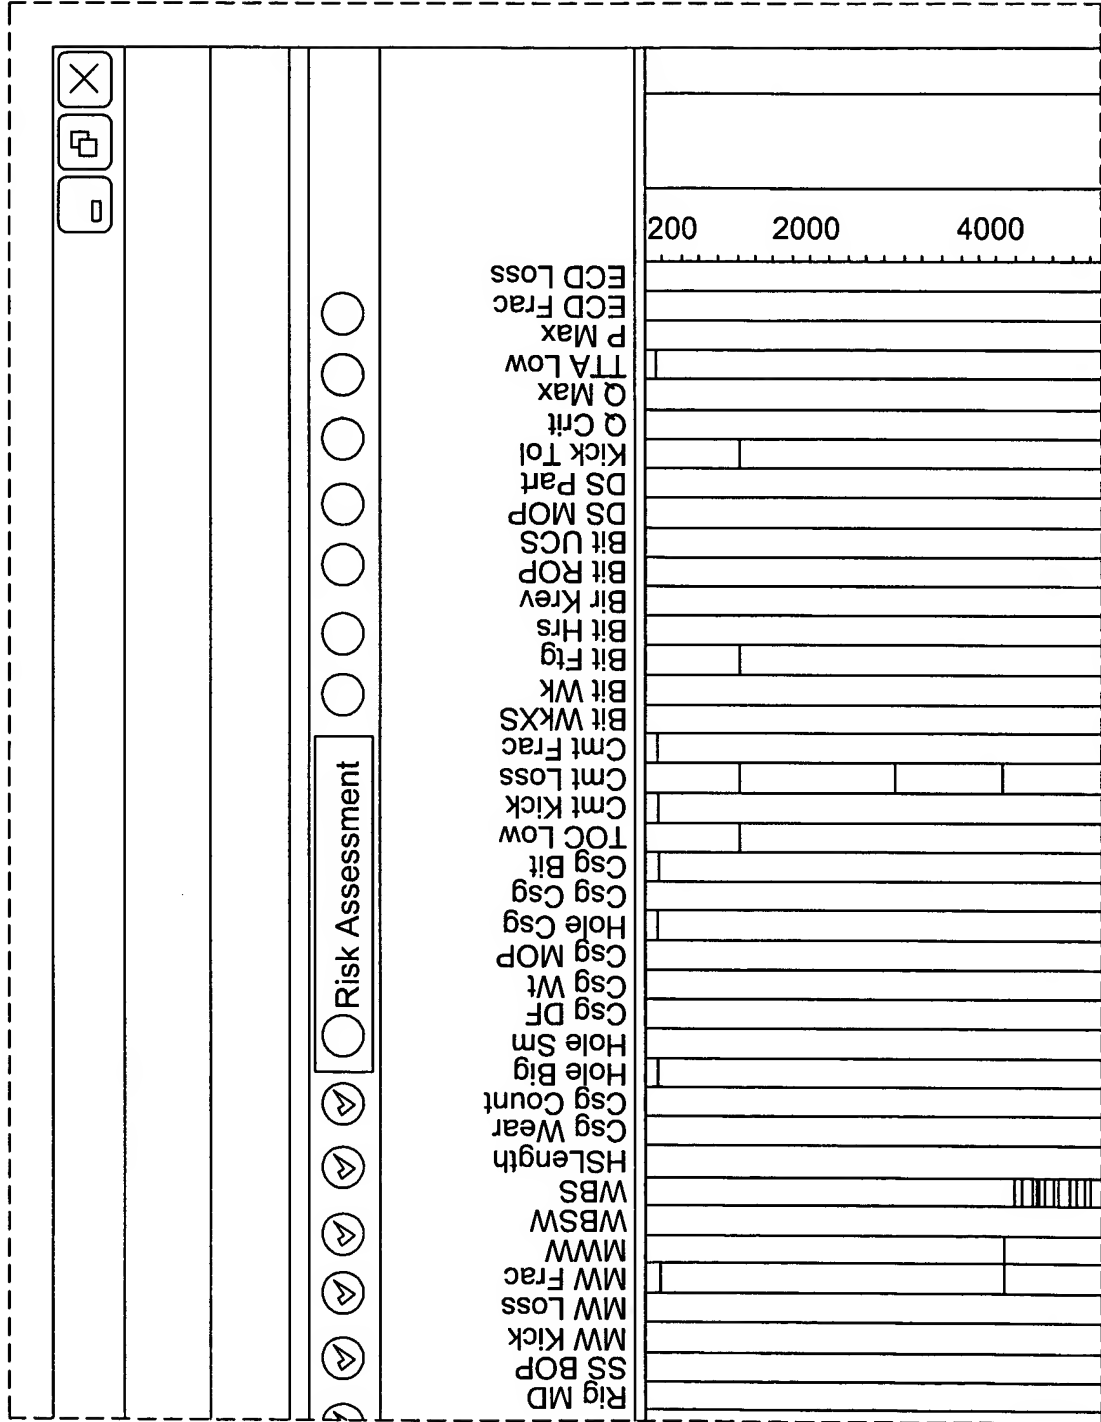 Risk Assessment
200 2000 4000
ECD Loss
ECD Frac
P Max
TTA Low
Q Max
Q Crit
Kick Tol
DS Part
DS MOP
Bit UCS
Bit ROP
Bir Krev
Bit Hrs
Bit Ftg
Bit Wk
Bit WkXS
Cmt Frac
Cmt Loss
Cmt Kick
TOC Low
Csg Bit
Csg Csg
Hole Csg
Csg MOP
Csg Wt
Csg DF
Hole Sm
Hole Big
Csg Count
Csg Wear
HSLength
WBS
WBSW
MWW
MW Frac
MW Loss
MW Kick
SS BOP
Rig MD